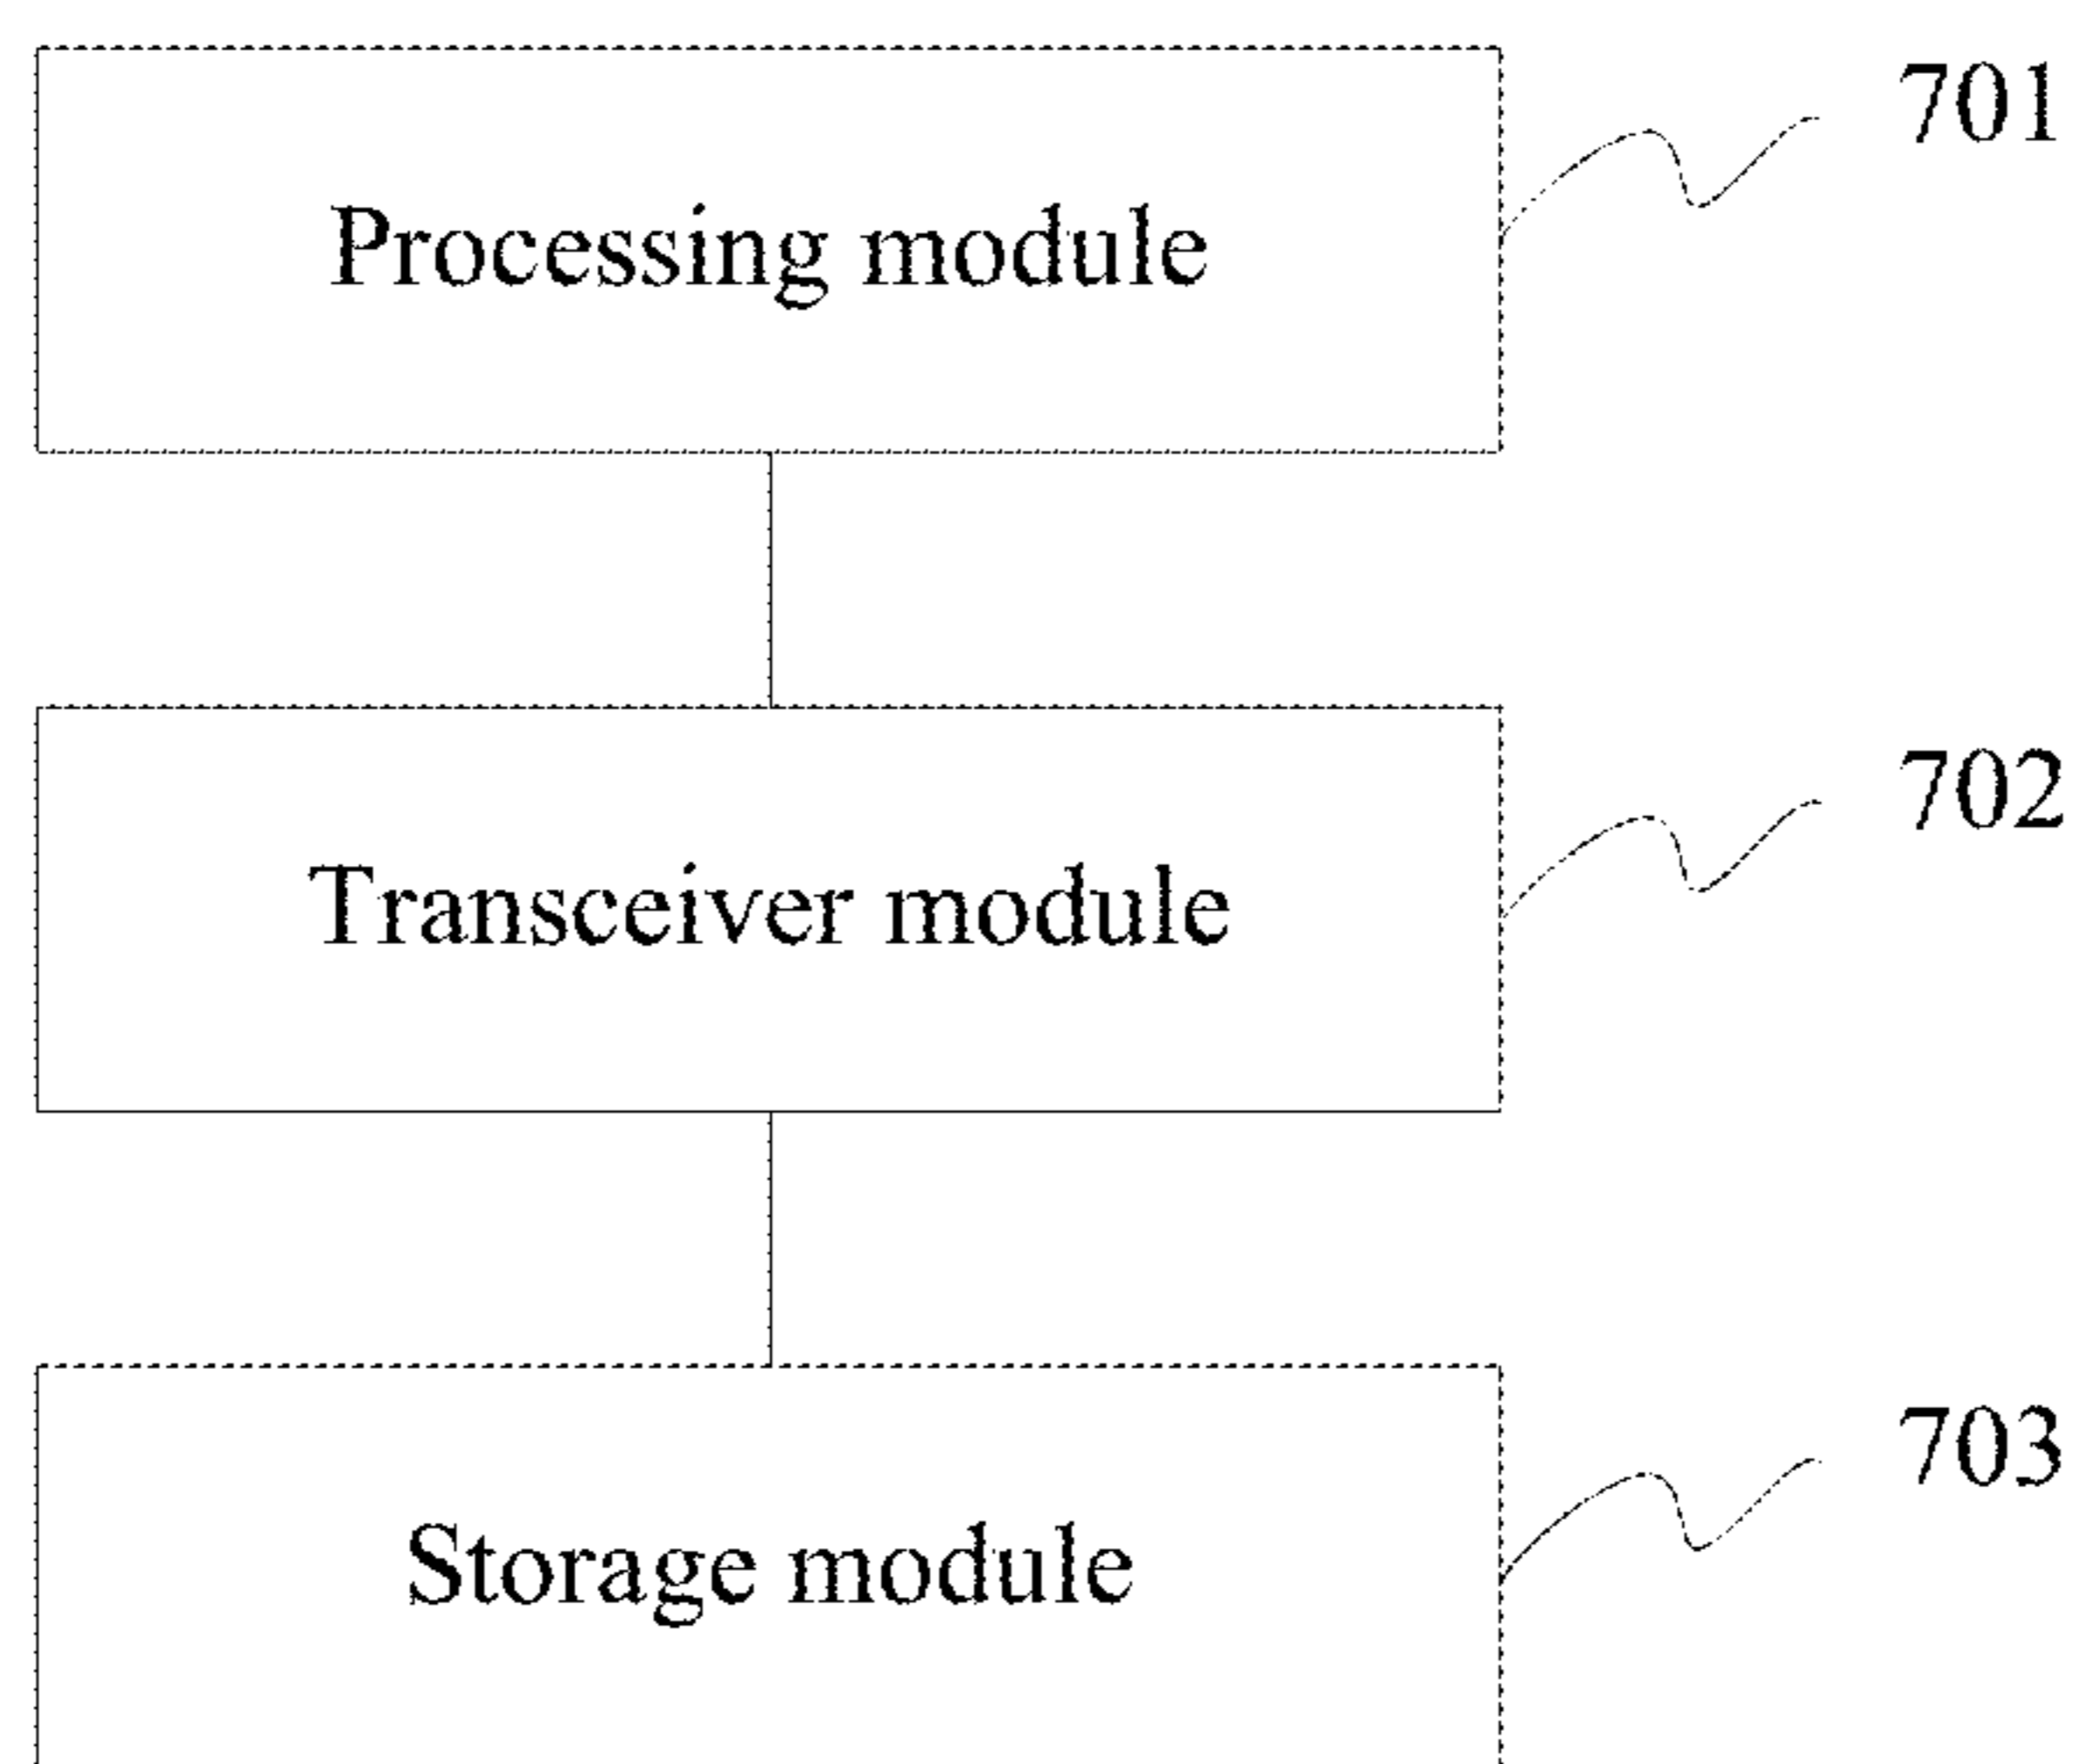 701
Processing module
702
Transceiver module
703
Storage module